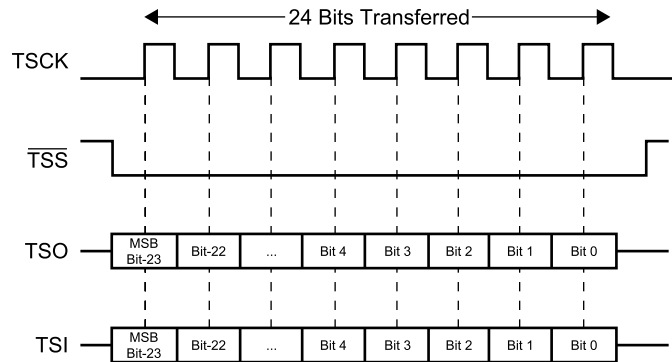 24 Bits Transferred
TSCK
TSS
TSO
MSB
Bit-23
Bit-22
...
Bit 4
Bit 3
Bit 2
Bit 1
Bit 0
TSI
MSB
Bit-23
Bit-22
...
Bit 4
Bit 3
Bit 2
Bit 1
Bit 0